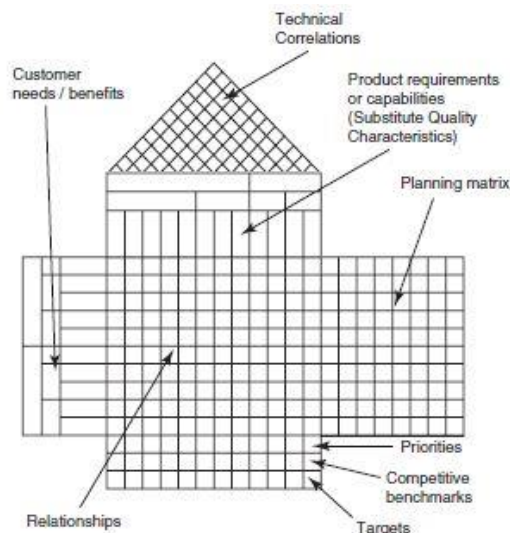 Technical
Correlations
Customer
needs / benefits
Product requirements
or capabilities
(Substitute Quality
Characteristics)
Planning matrix
Priorities
Competitive
benchmarks
Relationships
Targets